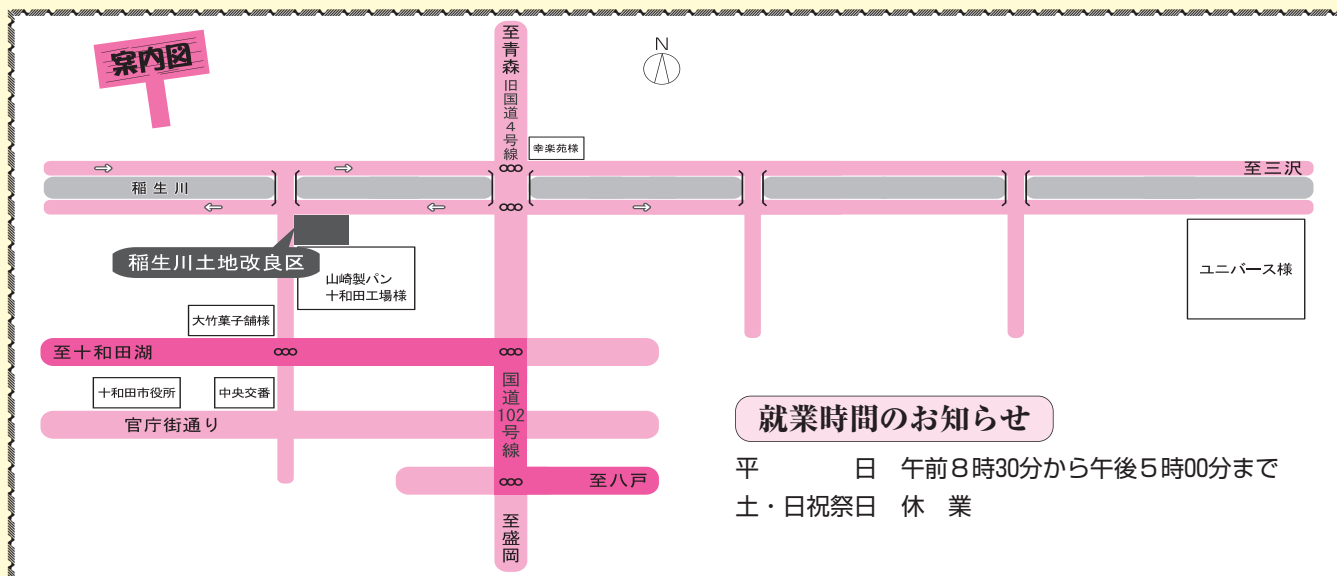 案内図
至青森
旧国道4号線
N
幸楽苑様
至三沢
稲生川
稲生川土地改良区
山崎製パン
十和田工場様
ユニバース様
大竹菓子舗様
至十和田湖
十和田市役所
中央交番
国道102号線
官庁街通り
至八戸
至盛岡
就業時間のお知らせ
平　　　日　午前８時30分から午後５時00分まで
土・日祝祭日　休　業